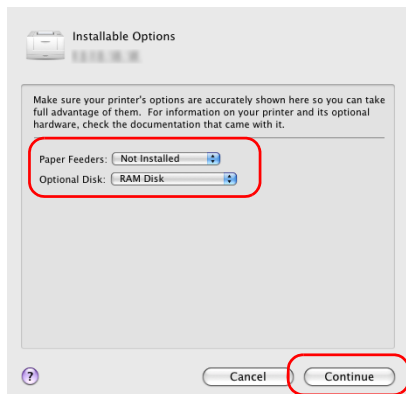 Installable Options
Make sure your printer's options are accurately shown here so you can take
full advantage of them. For information on your printer and its optional
hardware, check the documentation that came with it.
Paper Feeders: Not Installed
Optional Disk: RAM Disk
?
Cancel
Continue